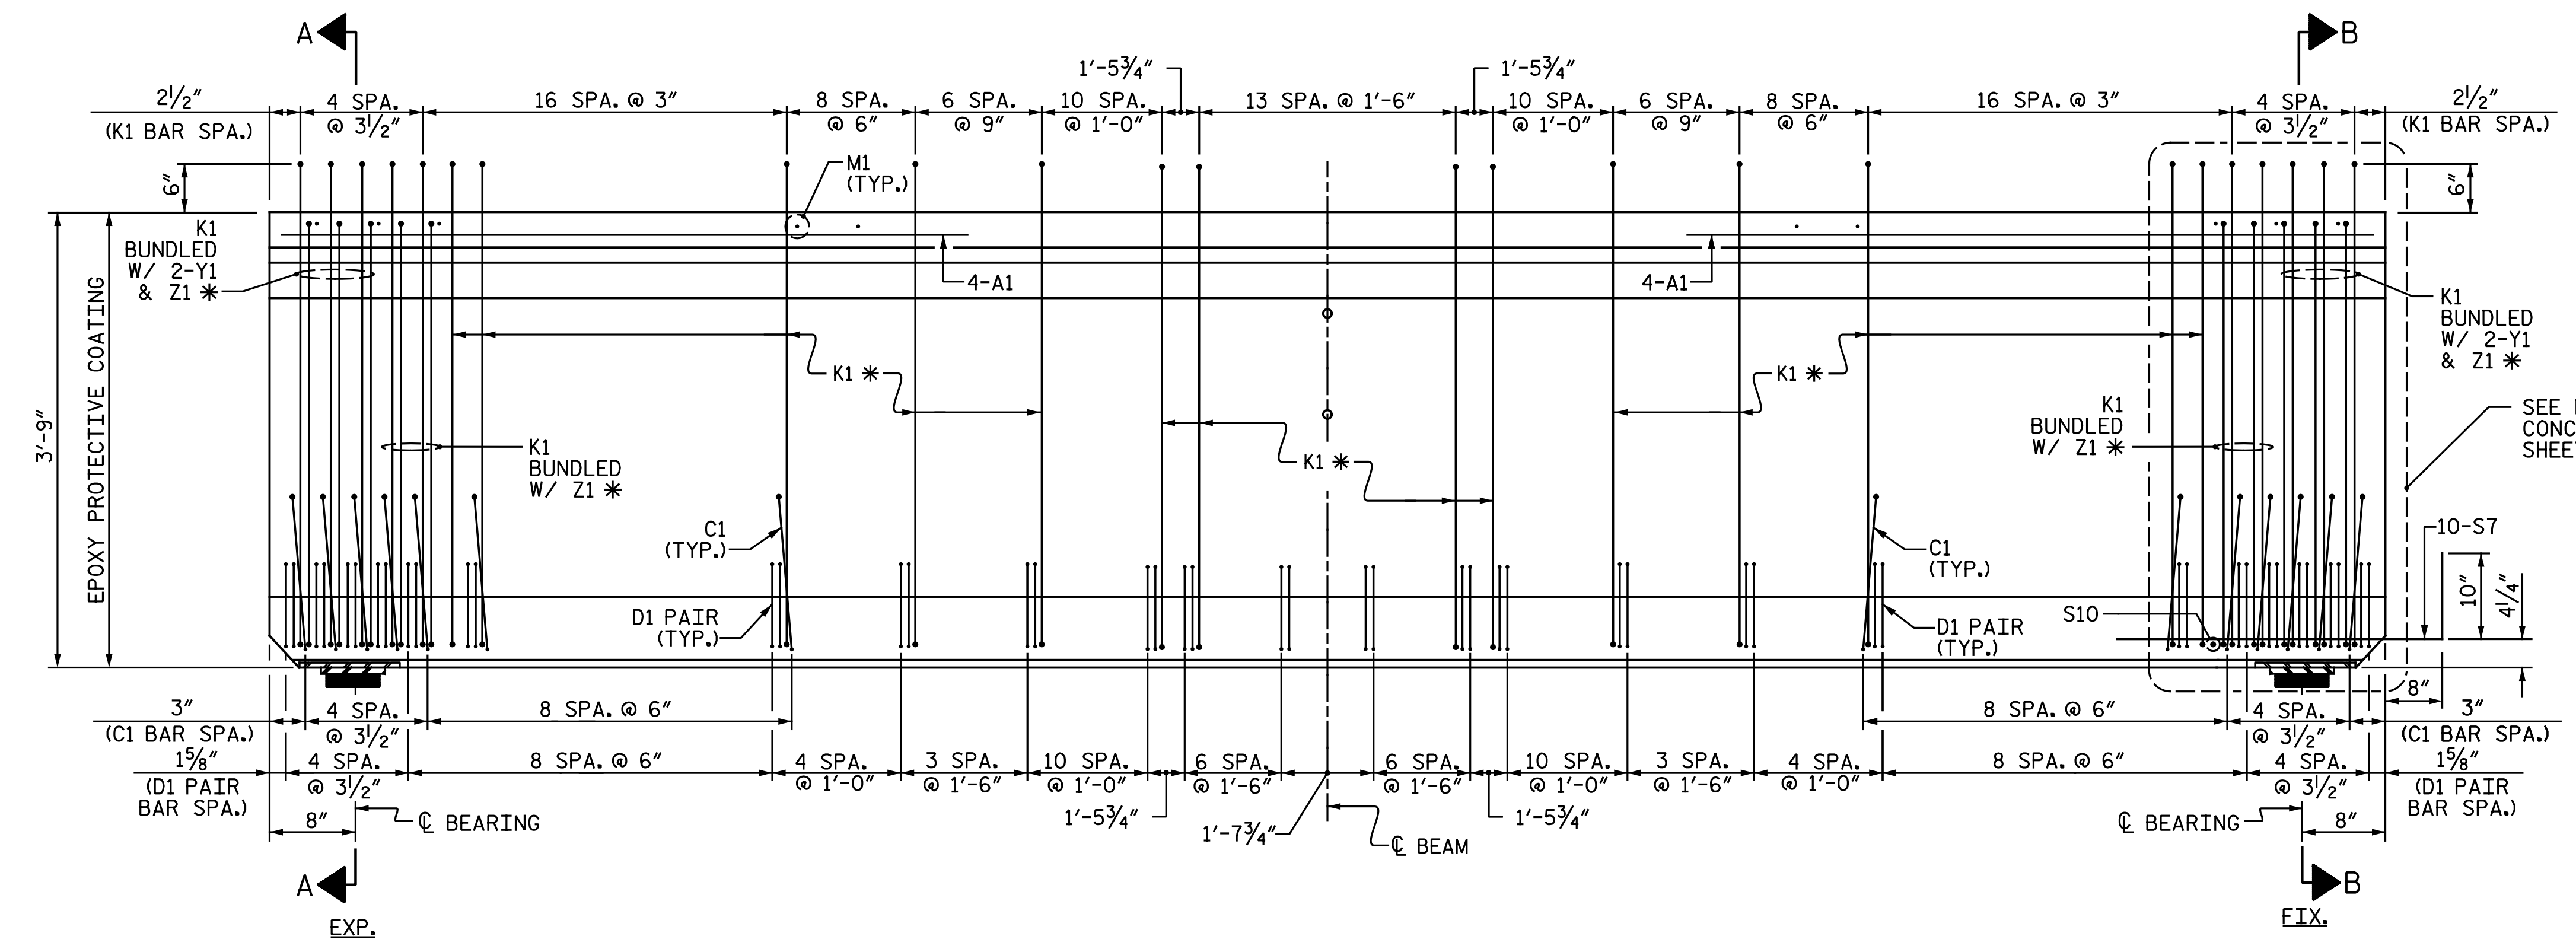 A
B
1'-5¾"
1'-5¾"
2½"
(K1 BAR SPA.)
4 SPA.
@ 3½"
16 SPA. @ 3"
8 SPA.
@ 6"
6 SPA.
@ 9"
10 SPA.
@ 1'-0"
13 SPA. @ 1'-6"
10 SPA.
@ 1'-0"
6 SPA.
@ 9"
8 SPA.
@ 6"
16 SPA. @ 3"
4 SPA.
@ 3½"
2½"
(K1 BAR SPA.)
6"
M1
(TYP.)
6"
K1
BUNDLED
W/ 2-Y1
& Z1 ✳
4-A1
4-A1
K1
BUNDLED
W/ 2-Y1
& Z1 ✳
EPOXY PROTECTIVE COATING
3'-9"
K1 ✳
K1 ✳
K1
BUNDLED
W/ Z1 ✳
K1 ✳
K1
BUNDLED
W/ Z1 ✳
SEE
CONC
SHEE
C1
(TYP.)
C1
(TYP.)
10-S7
10"
4¼"
D1 PAIR
(TYP.)
S10
D1 PAIR
(TYP.)
8"
3"
(C1 BAR SPA.)
4 SPA.
@ 3½"
8 SPA. @ 6"
8 SPA. @ 6"
4 SPA.
@ 3½"
3"
(C1 BAR SPA.)
1⅝"
(D1 PAIR
BAR SPA.)
4 SPA.
@ 3½"
8 SPA. @ 6"
4 SPA.
@ 1'-0"
3 SPA.
@ 1'-6"
10 SPA.
@ 1'-0"
6 SPA.
@ 1'-6"
6 SPA.
@ 1'-6"
10 SPA.
@ 1'-0"
3 SPA.
@ 1'-6"
4 SPA.
@ 1'-0"
8 SPA. @ 6"
4 SPA.
@ 3½"
1⅝"
(D1 PAIR
BAR SPA.)
8"
℄ BEARING
1'-5¾"
1'-7¾"
℄ BEAM
1'-5¾"
℄ BEARING
8"
A
EXP.
B
FIX.